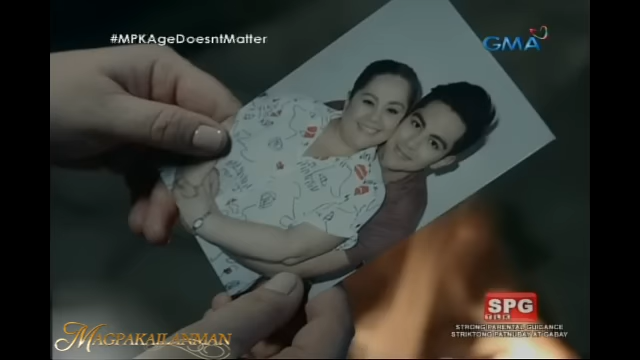 #MPKAgeDoesntMatter
GMA
SPG
STRONG PARENTAL GUIDANCE
STRIKTONG PATNUBAY AT GABAY
MAGPAKAILANMAN